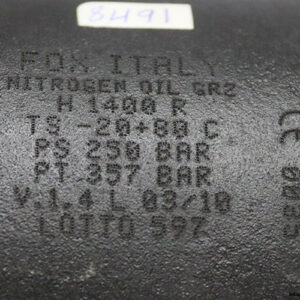 8491
FOX ITALY
NITROGEN OIL GR2
H 1400 R
TS -20+80 C
PS 250 BAR
PT 357 BAR
V.1.4 L 03/10
LOTTO 597
CE 0085